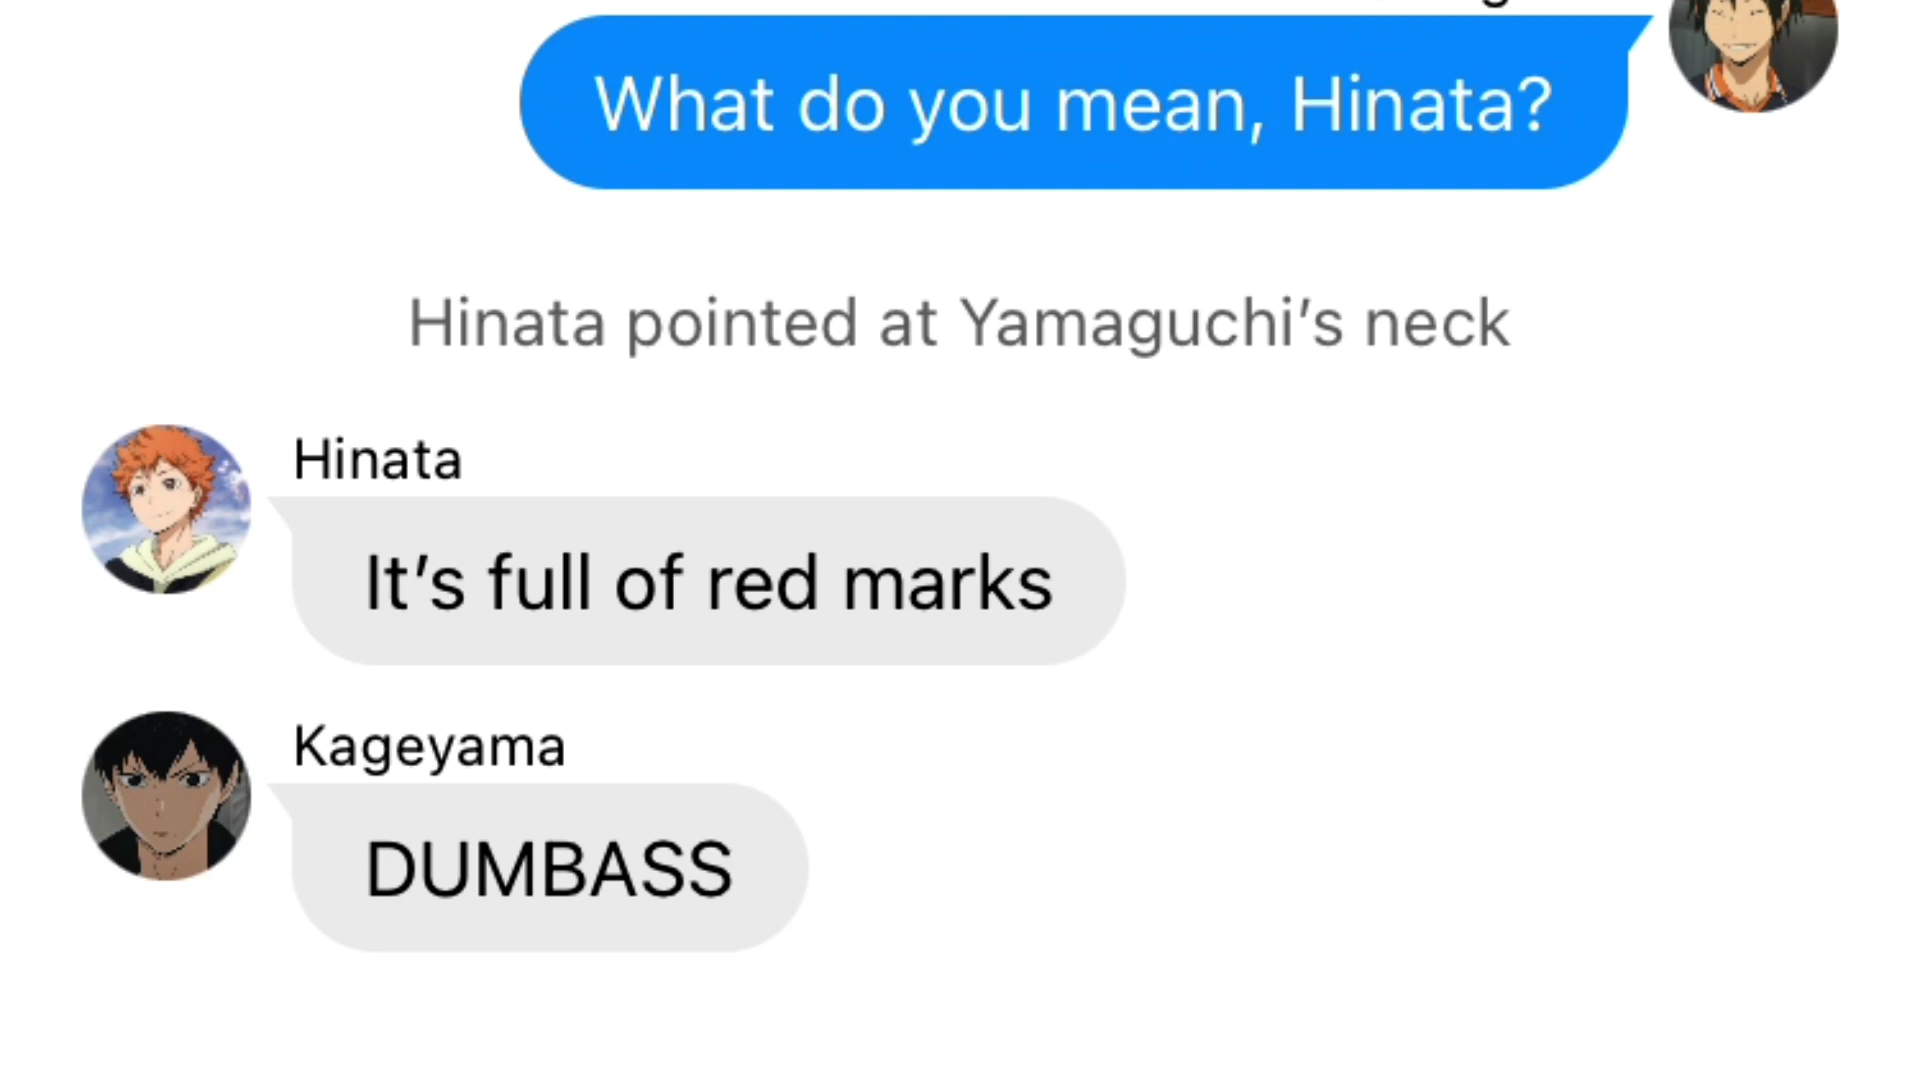 What do you mean, Hinata?
Hinata pointed at Yamaguchi’s neck
Hinata
It’s full of red marks
Kageyama
DUMBASS